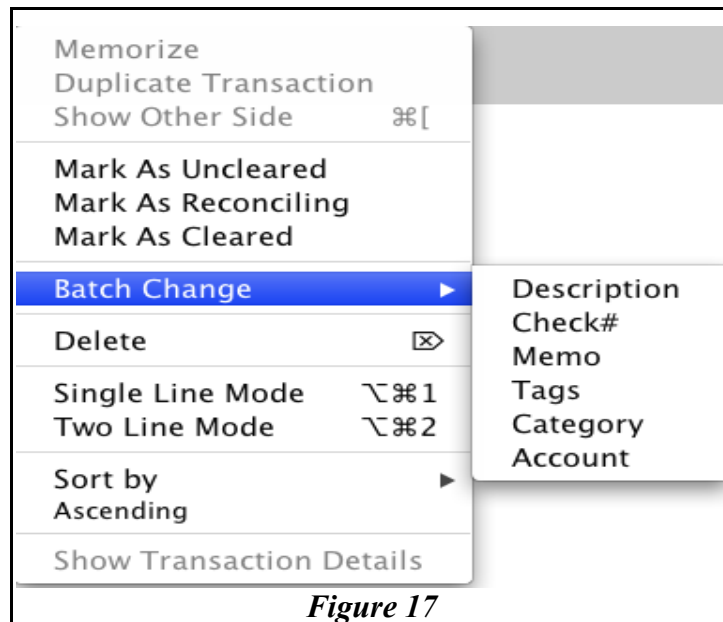 Memorize
Duplicate Transaction
Show Other Side ⌘[
Mark As Uncleared
Mark As Reconciling
Mark As Cleared
Batch Change ▶
Delete ⌦
Single Line Mode ⌥⌘1
Two Line Mode ⌥⌘2
Sort by ▶
Ascending
Show Transaction Details
Description
Check#
Memo
Tags
Category
Account
Figure 17